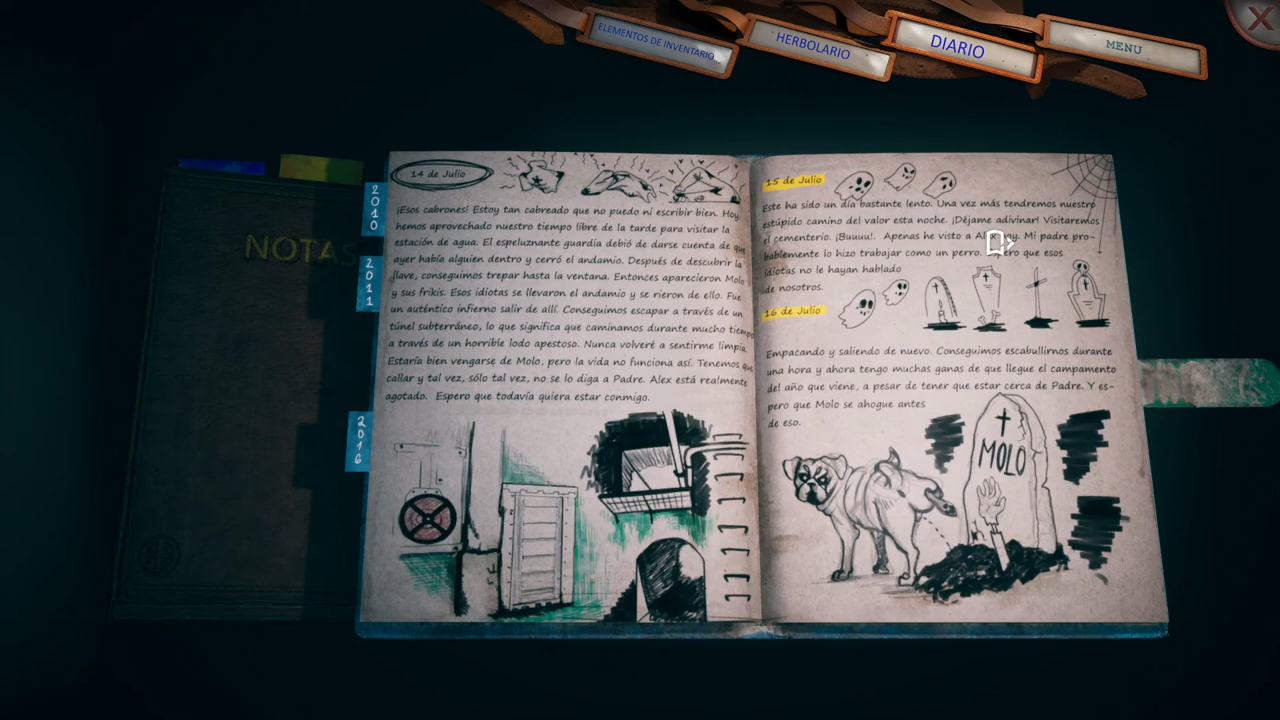 ELEMENTOS DE INVENTARIO
HERBOLARIO
DIARIO
MENU
X
NOTAS
2010
2011
2016
14 de Julio
¡Esos cabrones! Estoy tan cabreado que no puedo ni escribir bien. Hoy
hemos aprovechado nuestro tiempo libre de la tarde para visitar la
estación de agua. El espeluznante guardia debió de darse cuenta de que
ayer había alguien dentro y cerró el andamio. Después de descubrir la
llave, conseguimos trepar hasta la ventana. Entonces aparecieron Molo
y sus frikis. Esos idiotas se llevaron el andamio y se rieron de ello. Fue
un auténtico infierno salir de allí. Conseguimos escapar a través de un
túnel subterráneo, lo que significa que caminamos durante mucho tiempo
a través de un horrible lodo apestoso. Nunca volveré a sentirme limpia.
Estaría bien vengarse de Molo, pero la vida no funciona así. Tenemos que
callar y tal vez, sólo tal vez, no se lo diga a Padre. Alex está realmente
agotado. Espero que todavía quiera estar conmigo.
15 de Julio
Este ha sido un día bastante lento. Una vez más tendremos nuestro
estúpido camino del valor esta noche. ¡Déjame adivinar! Visitaremos
el cementerio. ¡Buuuu!. Apenas he visto a Alex hoy. Mi padre pro-
bablemente lo hizo trabajar como un perro. Espero que esos
idiotas no le hayan hablado
de nosotros.
16 de Julio
Empacando y saliendo de nuevo. Conseguimos escabullirnos durante
una hora y ahora tengo muchas ganas de que llegue el campamento
del año que viene, a pesar de tener que estar cerca de Padre. Y es-
pero que Molo se ahogue antes
de eso.
MOLO